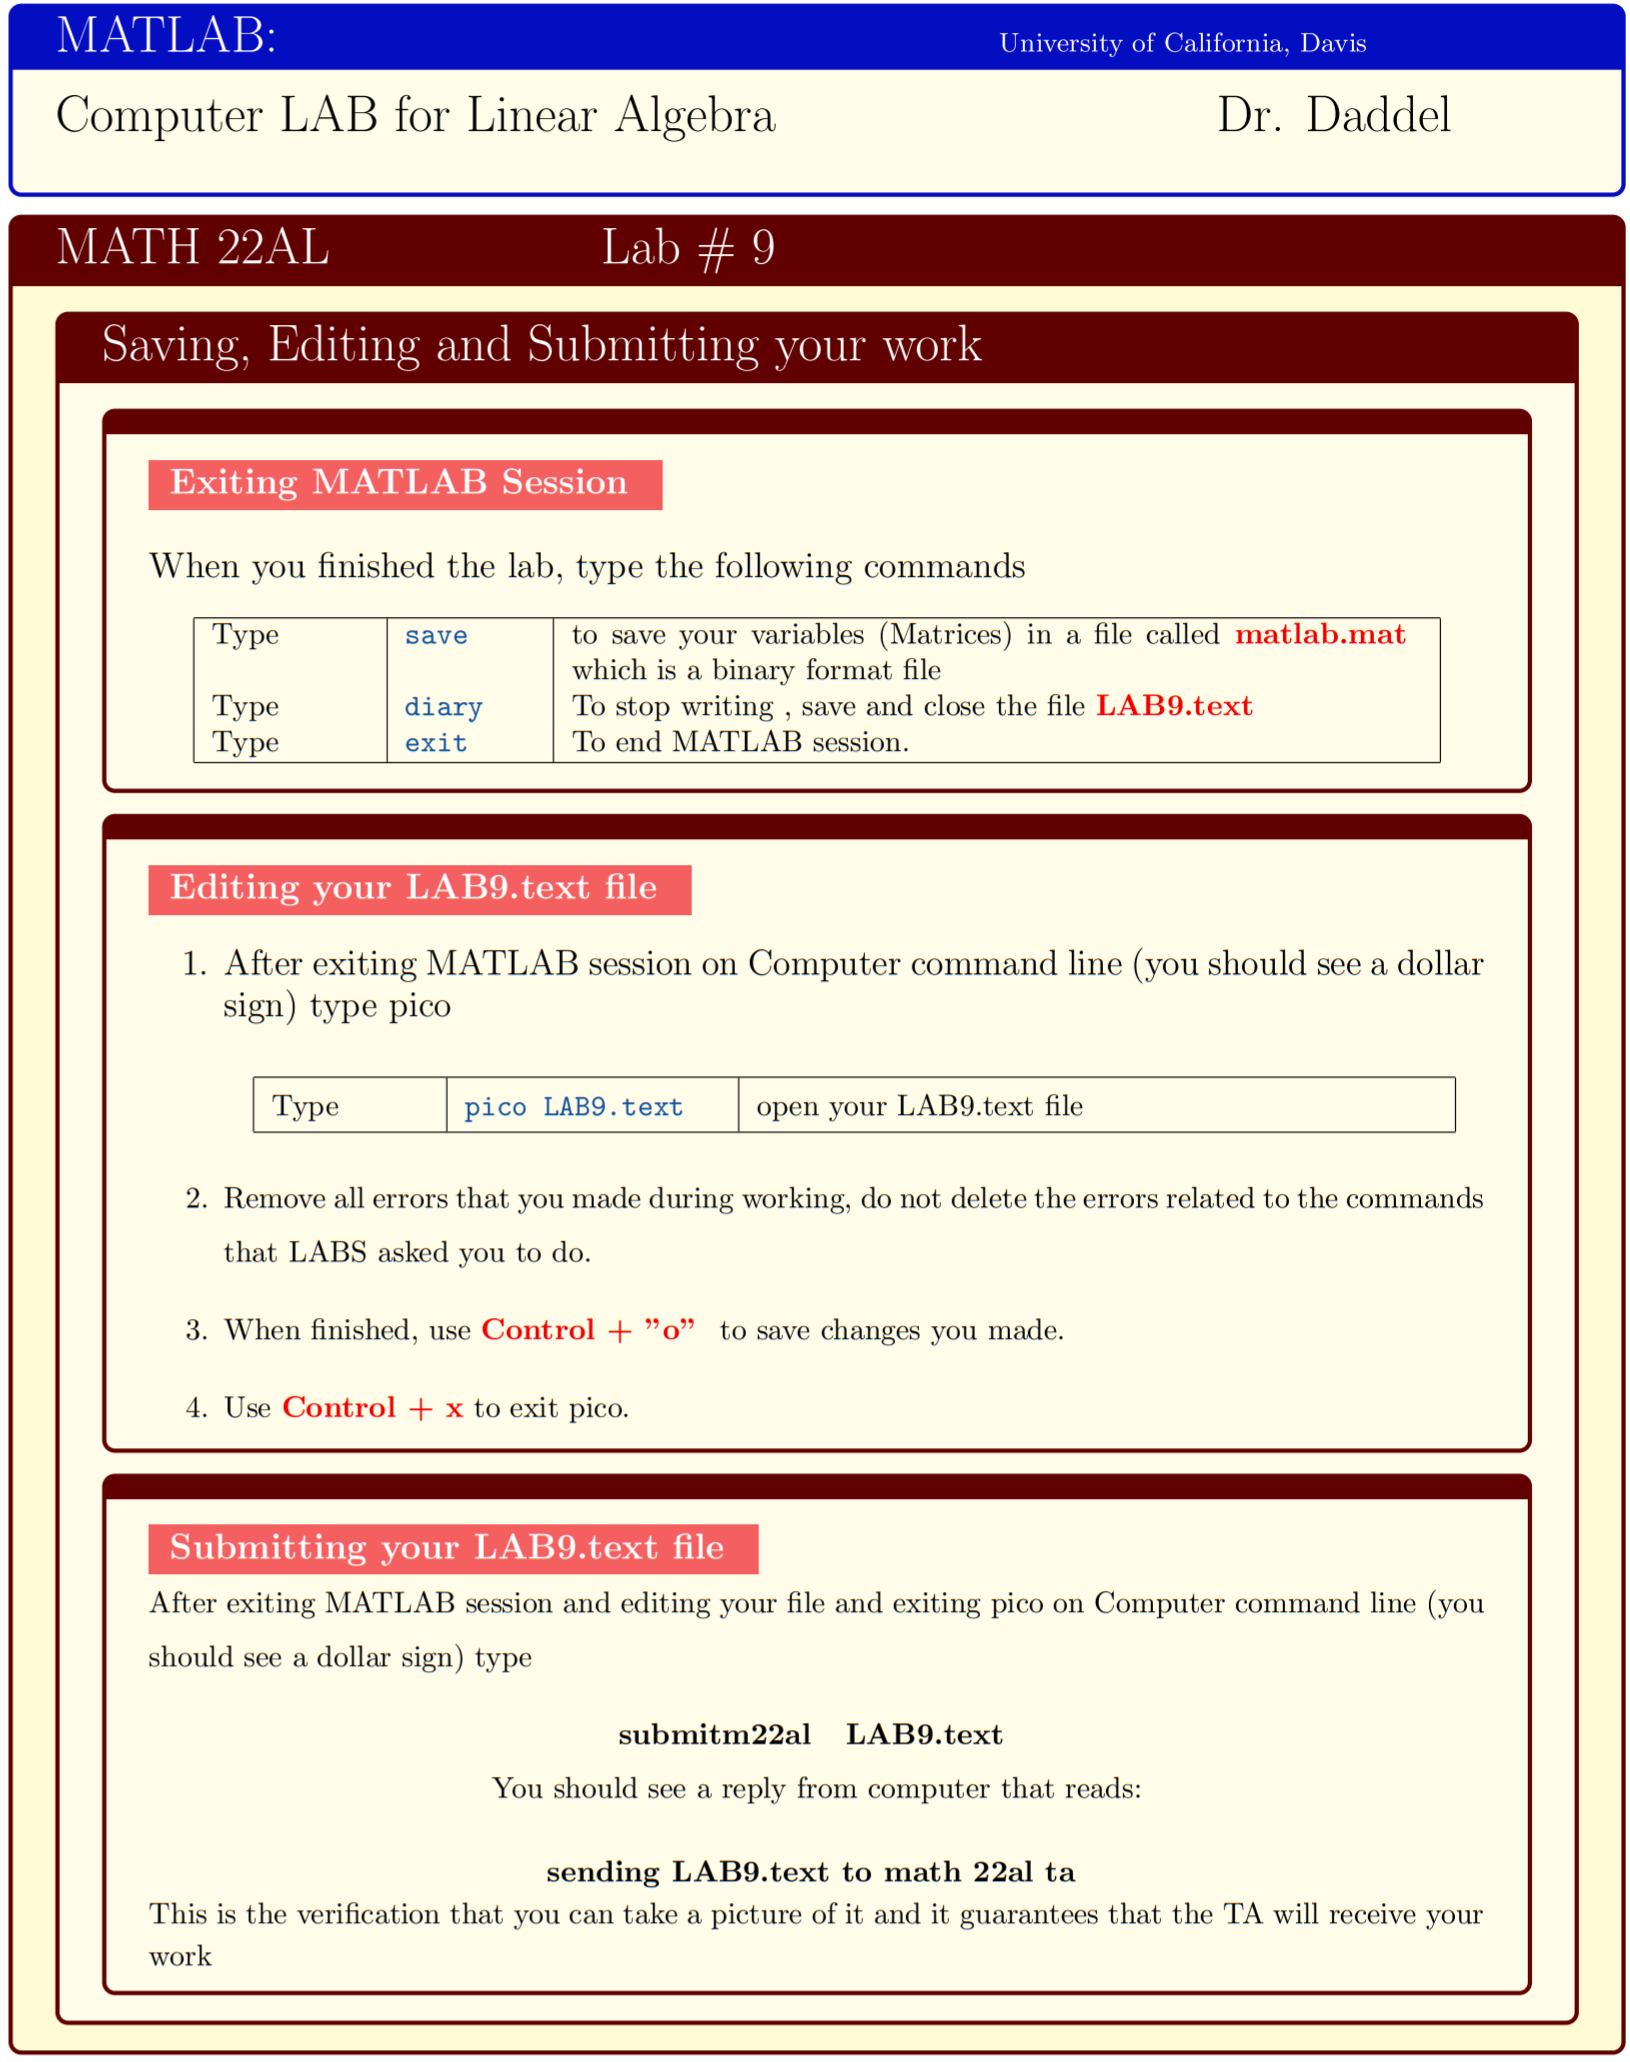 MATLAB: University of California, Davis
Computer LAB for Linear Algebra Dr. Daddel
MATH 22AL Lab # 9
Saving, Editing and Submitting your work
Exiting MATLAB Session
When you finished the lab, type the following commands
Type save to save your variables (Matrices) in a file called matlab.mat
which is a binary format file
Type diary To stop writing , save and close the file LAB9.text
Type exit To end MATLAB session.
Editing your LAB9.text file
1. After exiting MATLAB session on Computer command line (you should see a dollar
sign) type pico
Type pico LAB9.text open your LAB9.text file
2. Remove all errors that you made during working, do not delete the errors related to the commands
that LABS asked you to do.
3. When finished, use Control + ”o” to save changes you made.
4. Use Control + x to exit pico.
Submitting your LAB9.text file
After exiting MATLAB session and editing your file and exiting pico on Computer command line (you
should see a dollar sign) type
submitm22al LAB9.text
You should see a reply from computer that reads:
sending LAB9.text to math 22al ta
This is the verification that you can take a picture of it and it guarantees that the TA will receive your
work